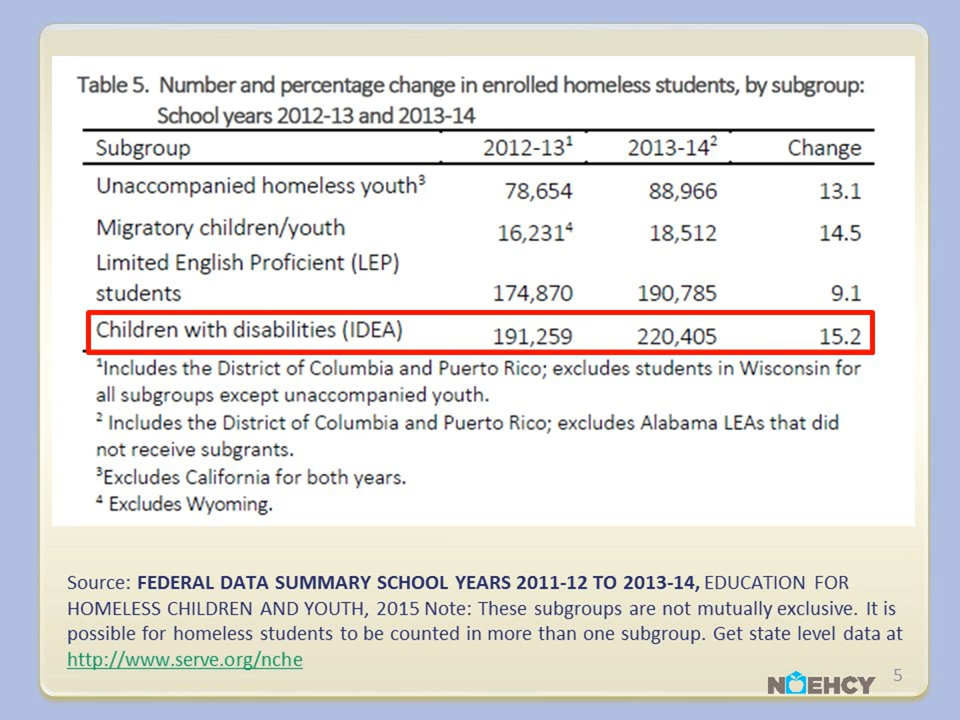 Table 5.  Number and percentage change in enrolled homeless students, by subgroup:
School years 2012-13 and 2013-14
Subgroup 2012-13¹ 2013-14² Change
Unaccompanied homeless youth³ 78,654 88,966 13.1
Migratory children/youth 16,231⁴ 18,512 14.5
Limited English Proficient (LEP)
students 174,870 190,785 9.1
Children with disabilities (IDEA) 191,259 220,405 15.2
¹Includes the District of Columbia and Puerto Rico; excludes students in Wisconsin for
all subgroups except unaccompanied youth.
² Includes the District of Columbia and Puerto Rico; excludes Alabama LEAs that did
not receive subgrants.
³Excludes California for both years.
⁴ Excludes Wyoming.
Source: FEDERAL DATA SUMMARY SCHOOL YEARS 2011-12 TO 2013-14, EDUCATION FOR
HOMELESS CHILDREN AND YOUTH, 2015 Note: These subgroups are not mutually exclusive. It is
possible for homeless students to be counted in more than one subgroup. Get state level data at
http://www.serve.org/nche
NAEHCY 5